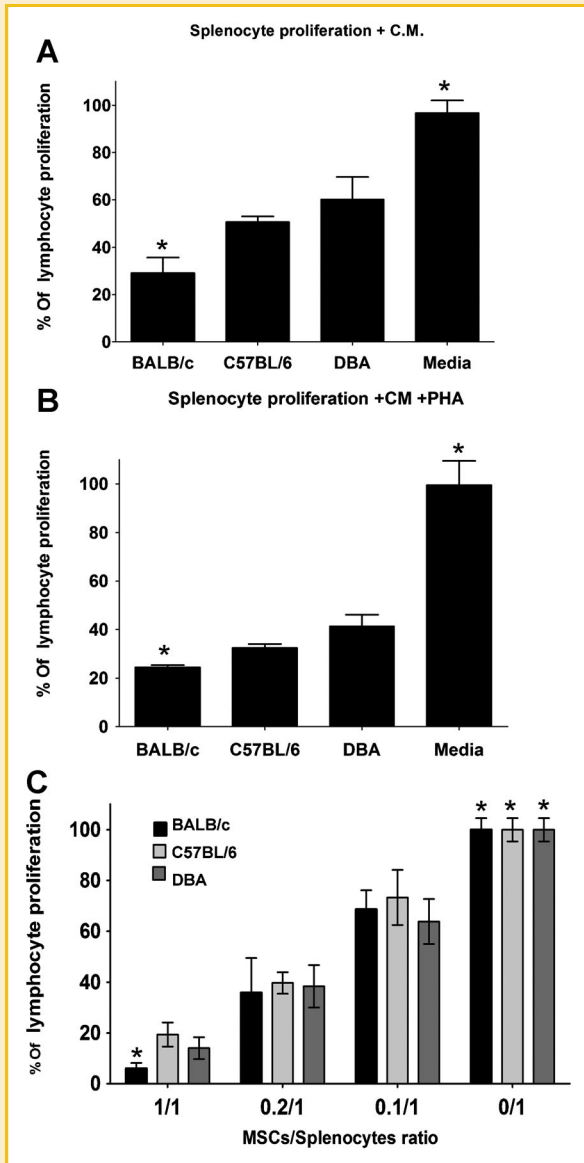 Splenocyte proliferation + C.M.
A
% Of lymphocyte proliferation
100
80
60
40
20
0
*
*
BALB/c C57BL/6 DBA Media
B
Splenocyte proliferation +CM +PHA
% Of lymphocyte proliferation
100
80
60
40
20
0
*
*
BALB/c C57BL/6 DBA Media
C
%Of lymphocyte proliferation
100
80
60
40
20
0
BALB/c
C57BL/6
DBA
* * *
*
1/1 0.2/1 0.1/1 0/1
MSCs/Splenocytes ratio